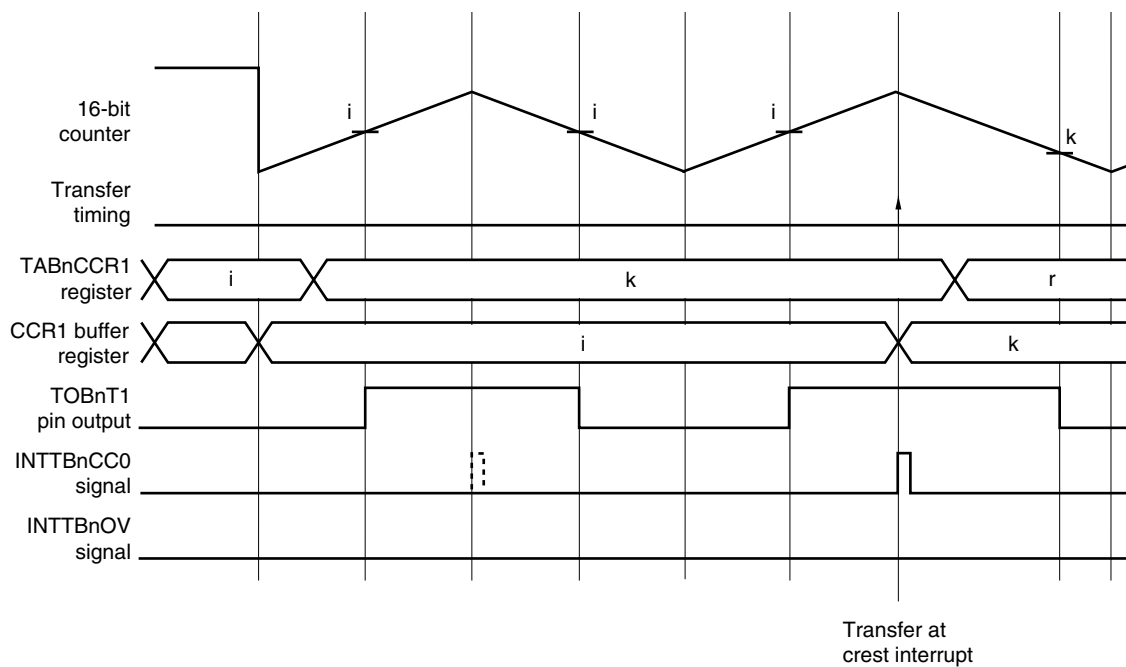 16-bit
counter
i
i
i
k
Transfer
timing
TABnCCR1
register
i
k
r
CCR1 buffer
register
i
k
TOBnT1
pin output
INTTBnCC0
signal
INTTBnOV
signal
Transfer at
crest interrupt